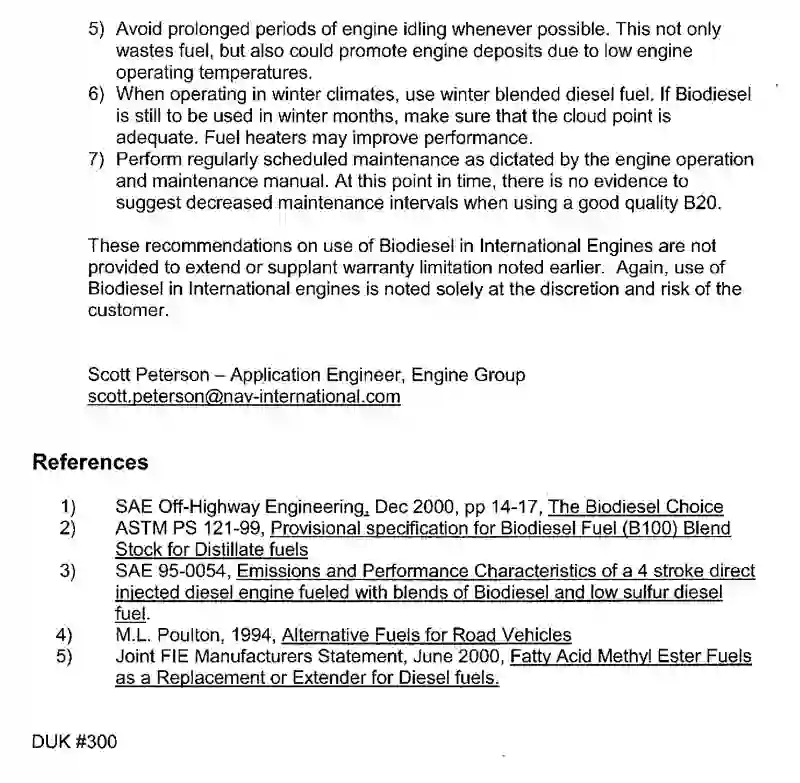 5) Avoid prolonged periods of engine idling whenever possible. This not only
wastes fuel, but also could promote engine deposits due to low engine
operating temperatures.
6) When operating in winter climates, use winter blended diesel fuel. If Biodiesel
is still to be used in winter months, make sure that the cloud point is
adequate. Fuel heaters may improve performance.
7) Perform regularly scheduled maintenance as dictated by the engine operation
and maintenance manual. At this point in time, there is no evidence to
suggest decreased maintenance intervals when using a good quality B20.
These recommendations on use of Biodiesel in International Engines are not
provided to extend or supplant warranty limitation noted earlier. Again, use of
Biodiesel in International engines is noted solely at the discretion and risk of the
customer.
Scott Peterson – Application Engineer, Engine Group
scott.peterson@nav-international.com
References
1) SAE Off-Highway Engineering, Dec 2000, pp 14-17, The Biodiesel Choice
2) ASTM PS 121-99, Provisional specification for Biodiesel Fuel (B100) Blend
Stock for Distillate fuels
3) SAE 95-0054, Emissions and Performance Characteristics of a 4 stroke direct
injected diesel engine fueled with blends of Biodiesel and low sulfur diesel
fuel.
4) M.L. Poulton, 1994, Alternative Fuels for Road Vehicles
5) Joint FIE Manufacturers Statement, June 2000, Fatty Acid Methyl Ester Fuels
as a Replacement or Extender for Diesel fuels.
DUK #300